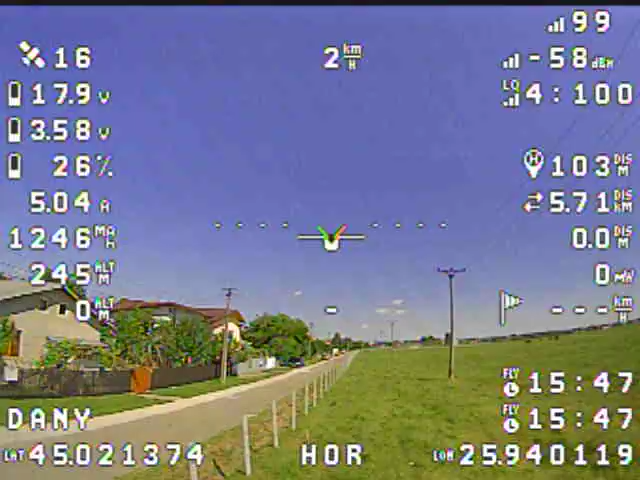 99
16
2 KM/H
-58 dBm
17.9 V
LQ 4:100
3.58 V
26%
H 103 DIS M
5.04 A
5.71 DIS KM
1246 MAH
0.0 DIS M
245 ALT M
0 MW
0 ALT M
-
--- KM/H
FLY 15:47
DANY
FLY 15:47
LAT 45.021374
HOR
LON 25.940119